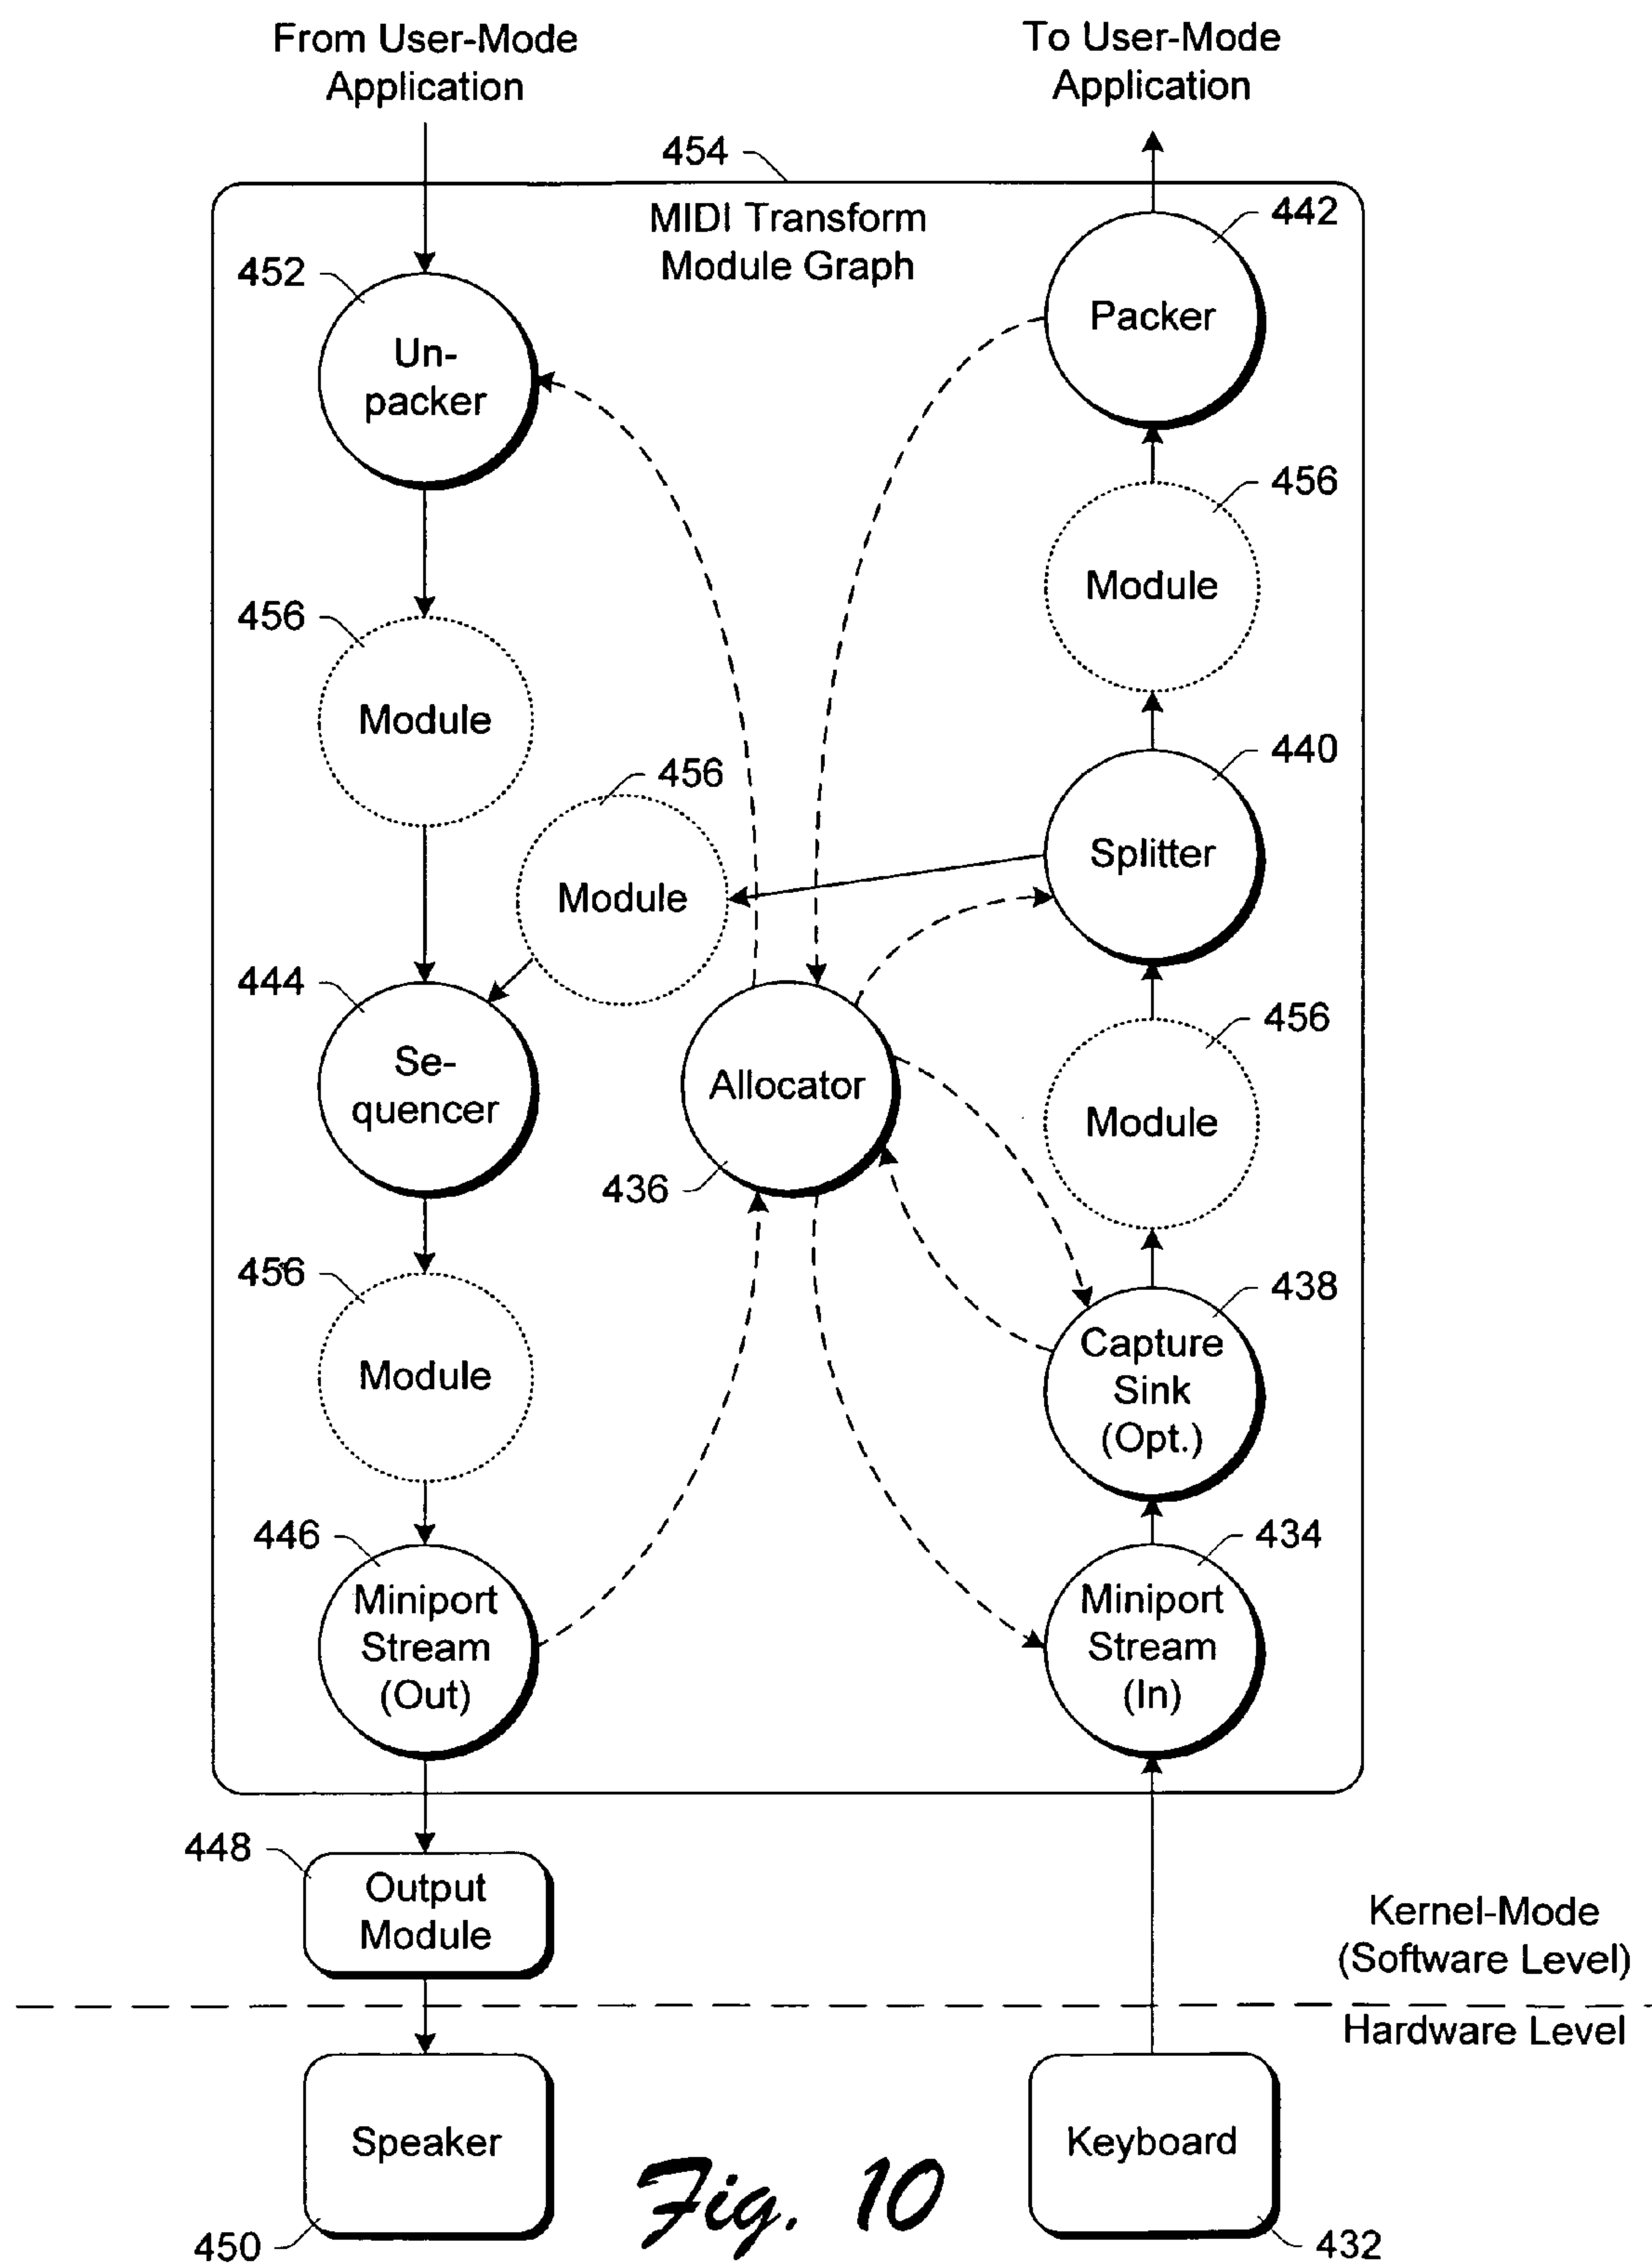 From User-Mode
Application
To User-Mode
Application
454
MIDI Transform
Module Graph
442
Packer
452
Un-
packer
456
Module
456
Module
456
Module
440
Splitter
444
Se-
quencer
Allocator
436
456
Module
456
Module
438
Capture
Sink
(Opt.)
446
Miniport
Stream
(Out)
434
Miniport
Stream
(In)
448
Output
Module
Kernel-Mode
(Software Level)
Hardware Level
Speaker
450
Keyboard
432
Fig. 10